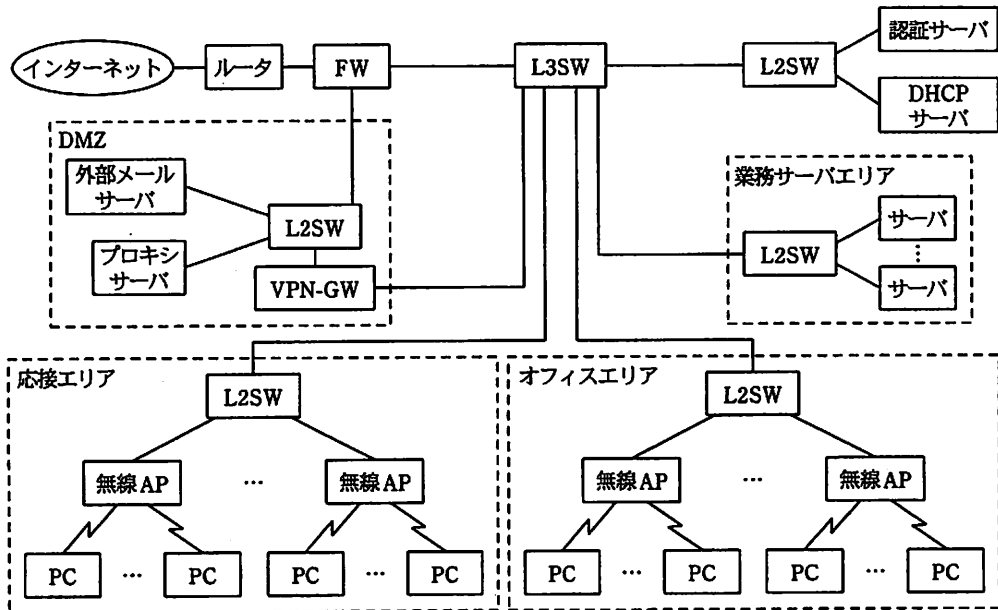 インターネット
ルータ
FW
L3SW
L2SW
認証サーバ
DHCP
サーバ
DMZ
外部メール
サーバ
プロキシ
サーバ
L2SW
VPN-GW
業務サーバエリア
L2SW
サーバ
⋮
サーバ
応接エリア
L2SW
無線AP … 無線AP
PC … PC PC … PC
オフィスエリア
L2SW
無線AP … 無線AP
PC … PC PC … PC